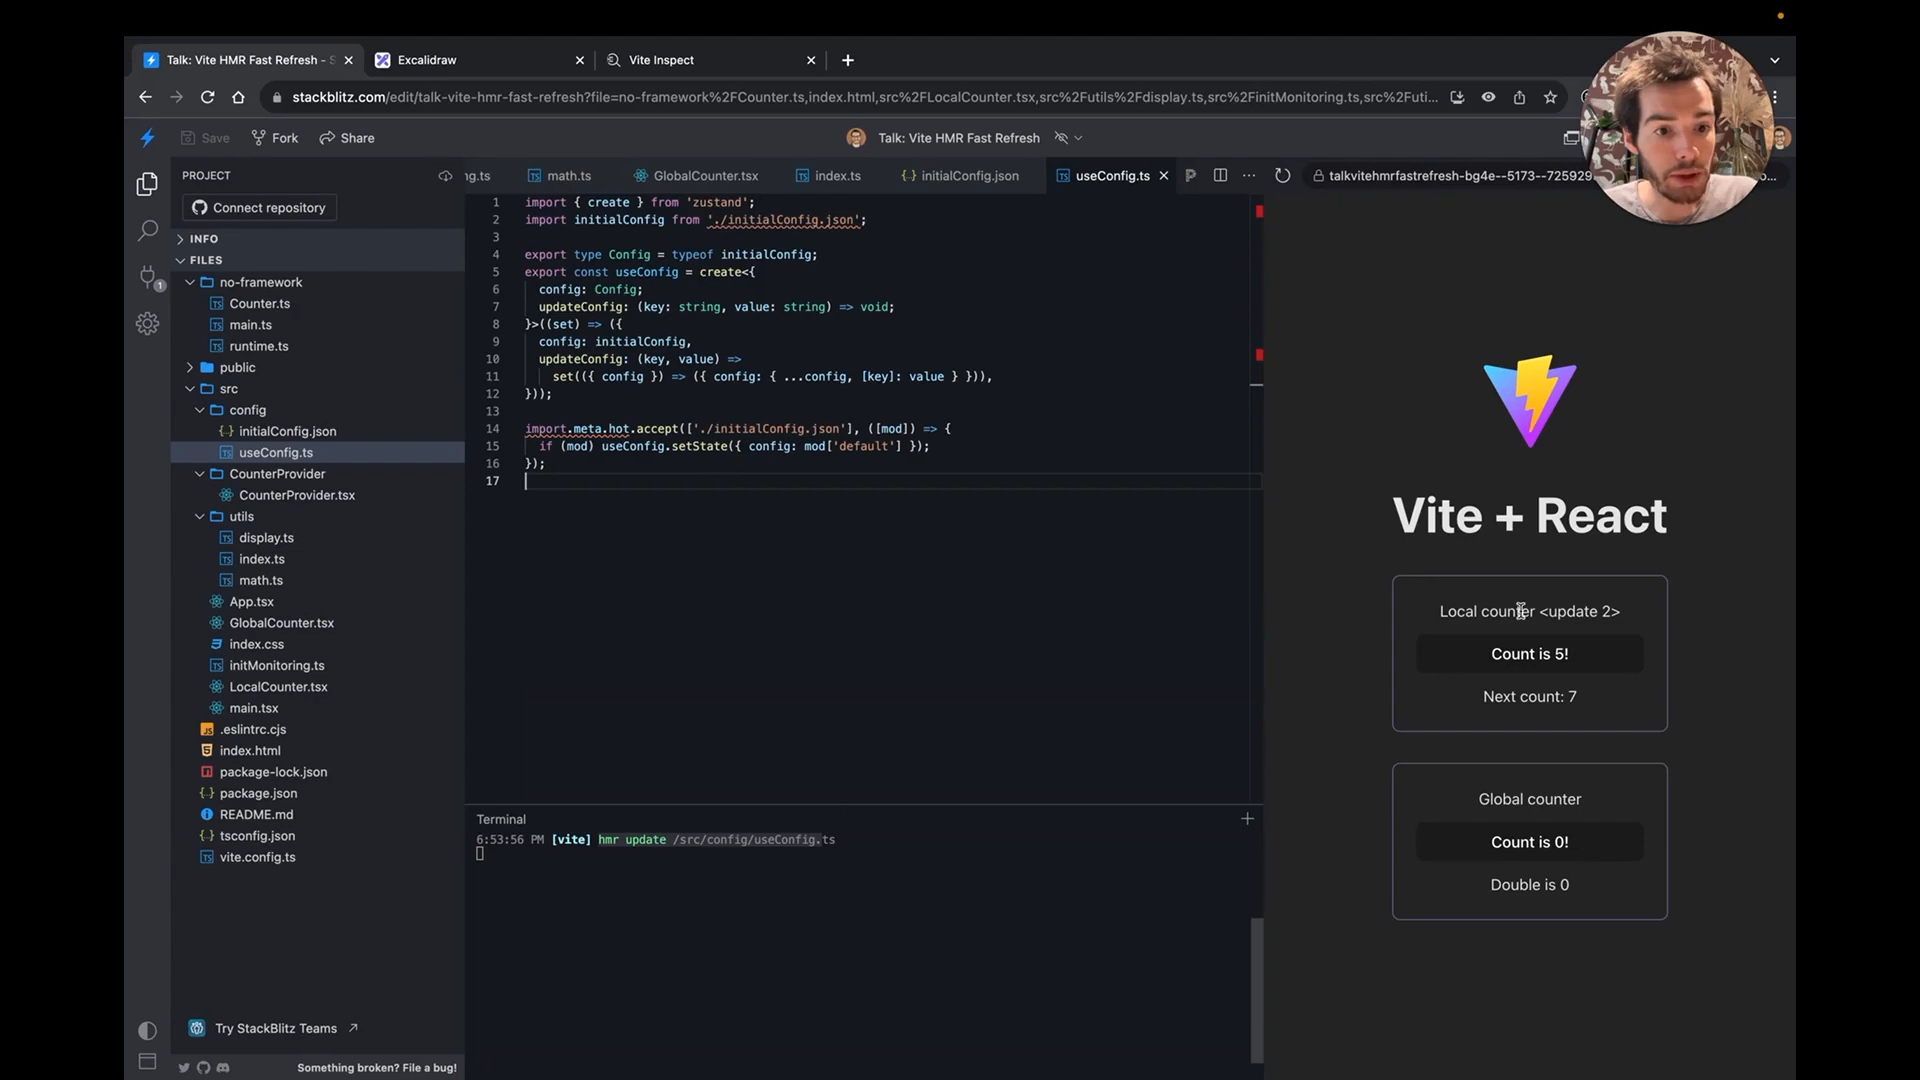 Talk: Vite HMR Fast Refresh - S
Excalidraw
Vite Inspect
stackblitz.com/edit/talk-vite-hmr-fast-refresh?file=no-framework%2FCounter.ts,index.html,src%2FLocalCounter.tsx,src%2Futils%2Fdisplay.ts,src%2FinitMonitoring.ts,src%2Futi...
Save
Fork
Share
Talk: Vite HMR Fast Refresh
PROJECT
ng.ts
math.ts
GlobalCounter.tsx
index.ts
initialConfig.json
useConfig.ts
talkvitehmrfastrefresh-bg4e--5173--725929
o...
Connect repository
INFO
FILES
no-framework
Counter.ts
main.ts
runtime.ts
public
src
config
initialConfig.json
useConfig.ts
CounterProvider
CounterProvider.tsx
utils
display.ts
index.ts
math.ts
App.tsx
GlobalCounter.tsx
index.css
initMonitoring.ts
LocalCounter.tsx
main.tsx
.eslintrc.cjs
index.html
package-lock.json
package.json
README.md
tsconfig.json
vite.config.ts
Try StackBlitz Teams
Something broken? File a bug!
1 import { create } from 'zustand';
2 import initialConfig from './initialConfig.json';
3
4 export type Config = typeof initialConfig;
5 export const useConfig = create<{
6 config: Config;
7 updateConfig: (key: string, value: string) => void;
8 }>((set) => ({
9 config: initialConfig,
10 updateConfig: (key, value) =>
11 set(({ config }) => ({ config: { ...config, [key]: value } })),
12 }));
13
14 import.meta.hot.accept(['./initialConfig.json'], ([mod]) => {
15 if (mod) useConfig.setState({ config: mod['default'] });
16 });
17
Terminal
6:53:56 PM [vite] hmr update /src/config/useConfig.ts
Vite + React
Local counter <update 2>
Count is 5!
Next count: 7
Global counter
Count is 0!
Double is 0